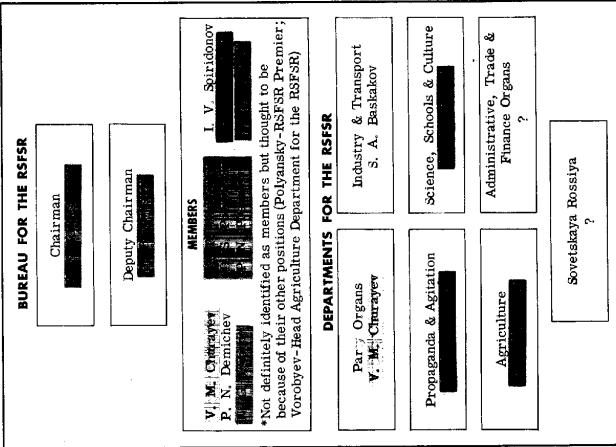 BUREAU FOR THE RSFSR
Chairman
Deputy Chairman
MEMBERS
V. M. Churayev
P. N. Demichev
I. V. Spiridonov
*Not definitely identified as members but thought to be
because of their other positions (Polyansky-RSFSR Premier;
Vorobyev-Head Agriculture Department for the RSFSR)
DEPARTMENTS FOR THE RSFSR
Party Organs
V. M. Churayev
Industry & Transport
S. A. Baskakov
Propaganda & Agitation
Science, Schools & Culture
Agriculture
Administrative, Trade &
Finance Organs
?
Sovetskaya Rossiya
?